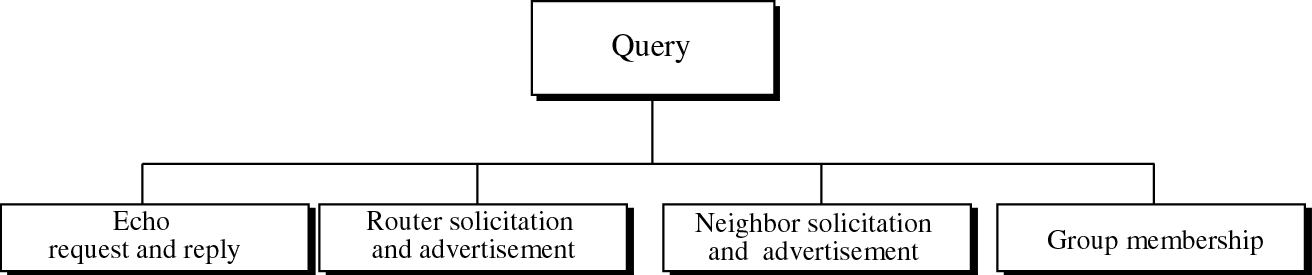 Query
Echo
request and reply
Router solicitation
and advertisement
Neighbor solicitation
and advertisement
Group membership